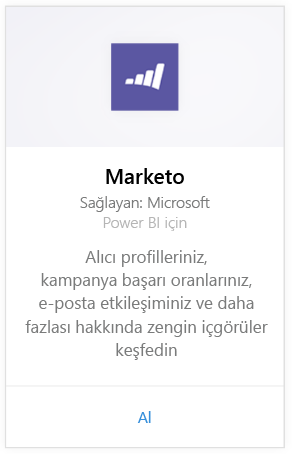 Marketo
Sağlayan: Microsoft
Power BI için
Alıcı profilleriniz,
kampanya başarı oranlarınız,
e-posta etkileşiminiz ve daha
fazlası hakkında zengin içgörüler
keşfedin
Al